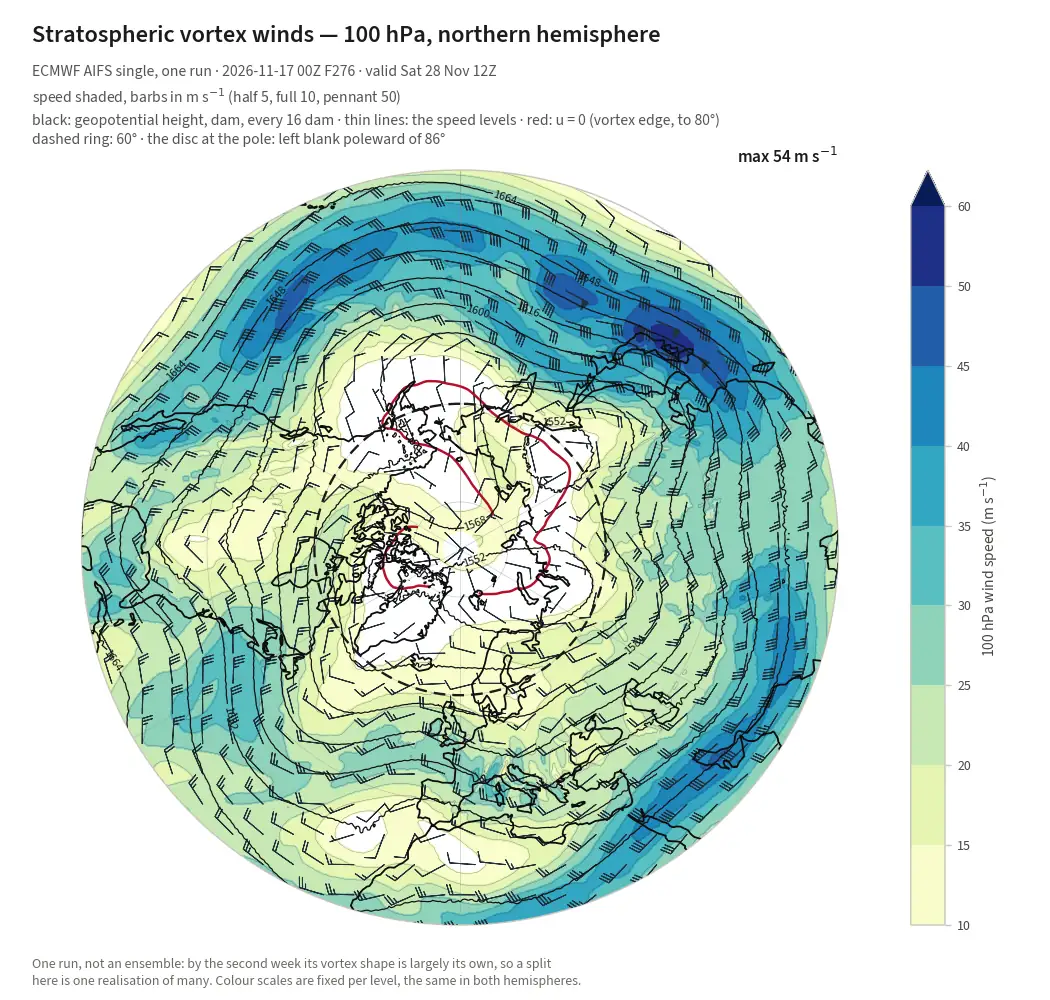 Stratospheric vortex winds — 100 hPa, northern hemisphere
ECMWF AIFS single, one run · 2026-11-17 00Z F276 · valid Sat 28 Nov 12Z
speed shaded, barbs in m s⁻¹ (half 5, full 10, pennant 50)
black: geopotential height, dam, every 16 dam · thin lines: the speed levels · red: u = 0 (vortex edge, to 80°)
dashed ring: 60° · the disc at the pole: left blank poleward of 86°
max 54 m s⁻¹
1664
1648
1648
1600
1616
1664
1552
1568
1552
1664
60
50
45
40
35
30
25
20
15
10
100 hPa wind speed (m s⁻¹)
One run, not an ensemble: by the second week its vortex shape is largely its own, so a split
here is one realisation of many. Colour scales are fixed per level, the same in both hemispheres.